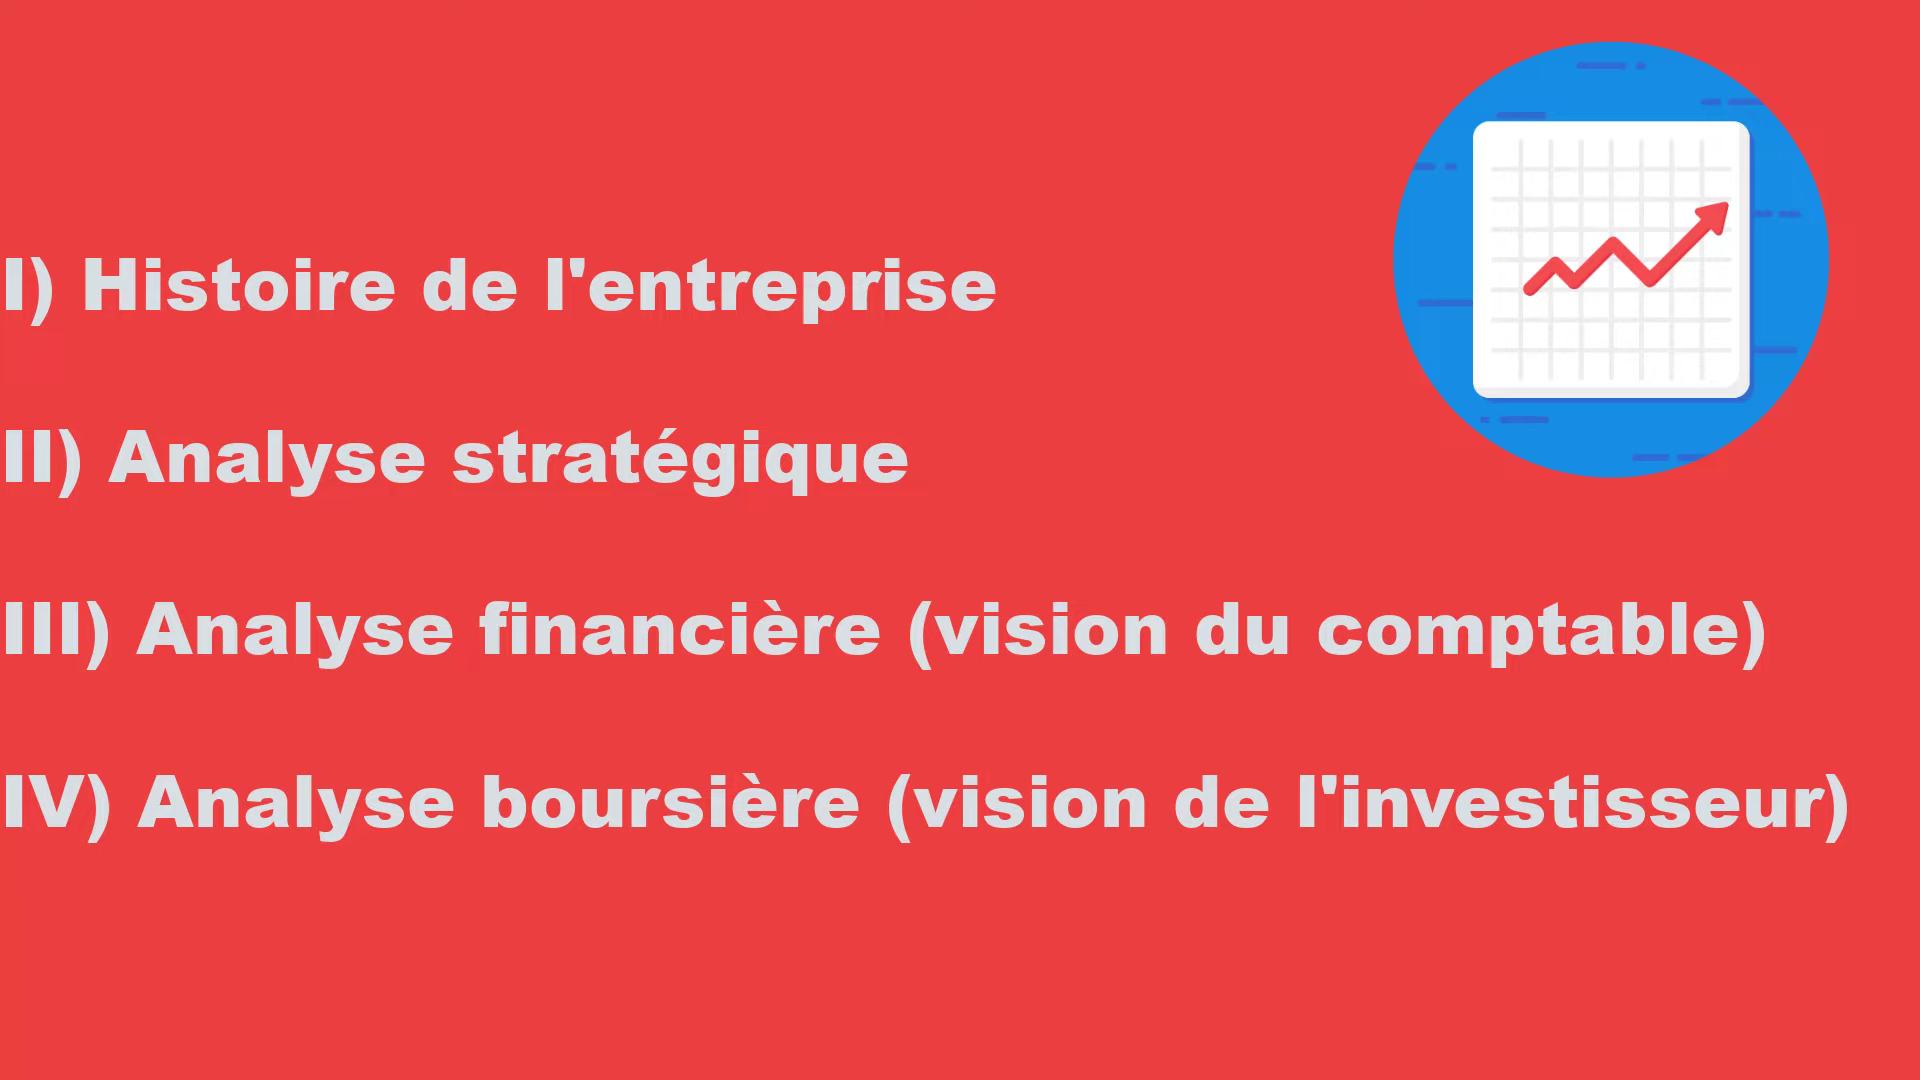 I) Histoire de l'entreprise
II) Analyse stratégique
III) Analyse financière (vision du comptable)
IV) Analyse boursière (vision de l'investisseur)